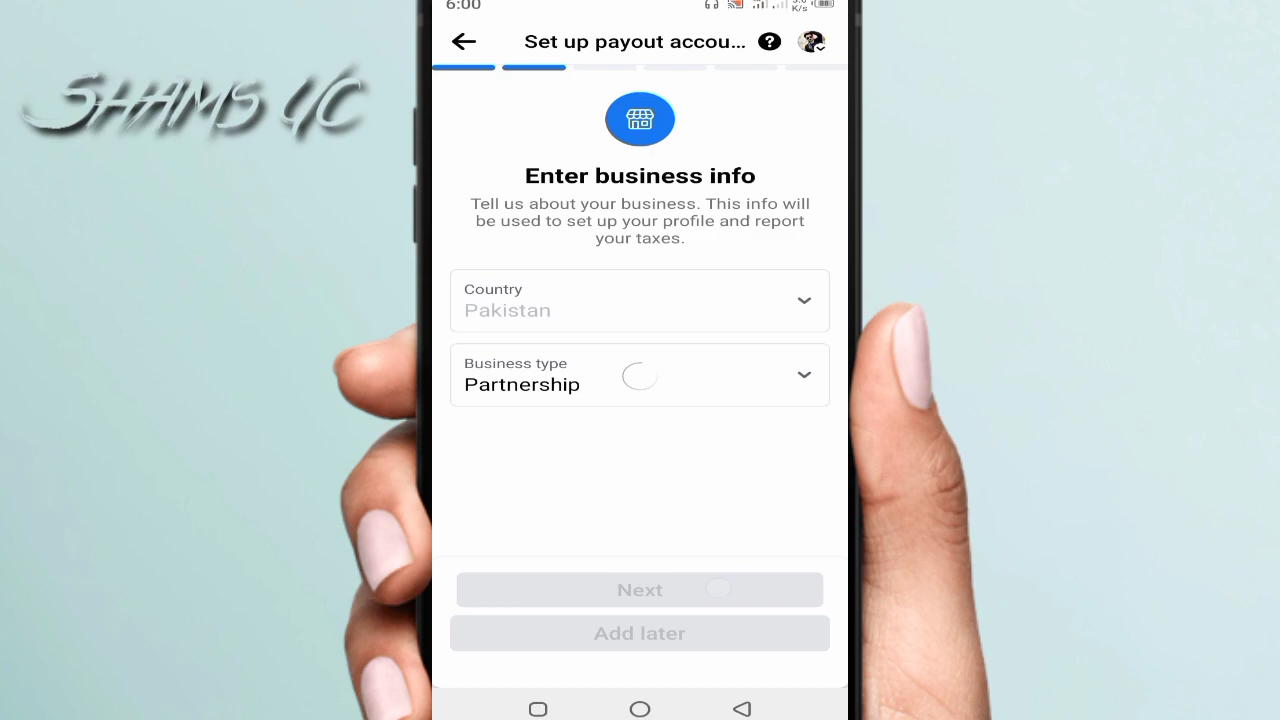 6:00
K/s
Set up payout accou...
SHAMS YC
Enter business info
Tell us about your business. This info will
be used to set up your profile and report
your taxes.
Country
Pakistan
Business type
Partnership
Next
Add later